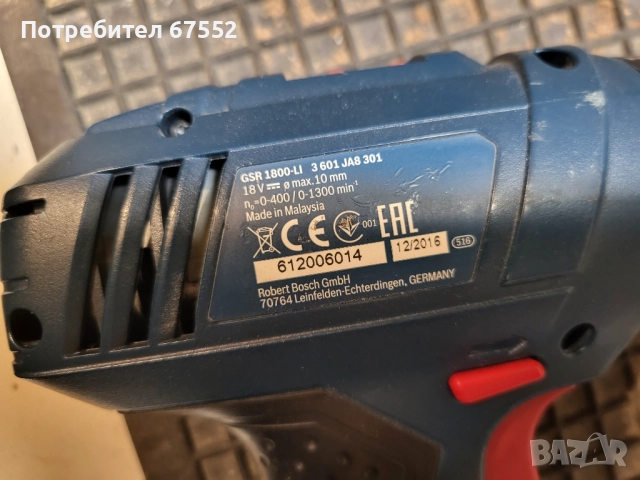 Потребител 67552
GSR 1800-LI 3 601 JA8 301
18 V ⎓ ø max.10 mm
n₀=0-400 / 0-1300 min⁻¹
Made in Malaysia
CE 001 EAC
612006014 12/2016 516
Robert Bosch GmbH
70764 Leinfelden-Echterdingen, GERMANY
BAZAR